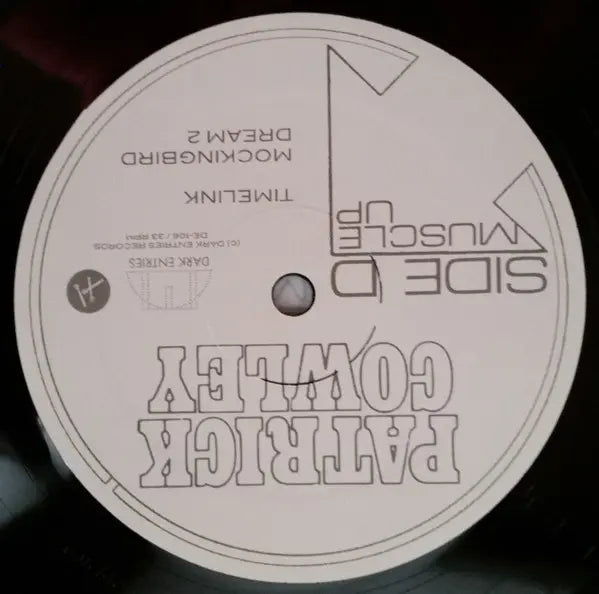 PATRICK
COWLEY
SIDE D
MUSCLE
UP
DARK ENTRIES
(c) DARK ENTRIES RECORDS
DE-106 / 33 RPM
TIMELINK
MOCKINGBIRD
DREAM 2